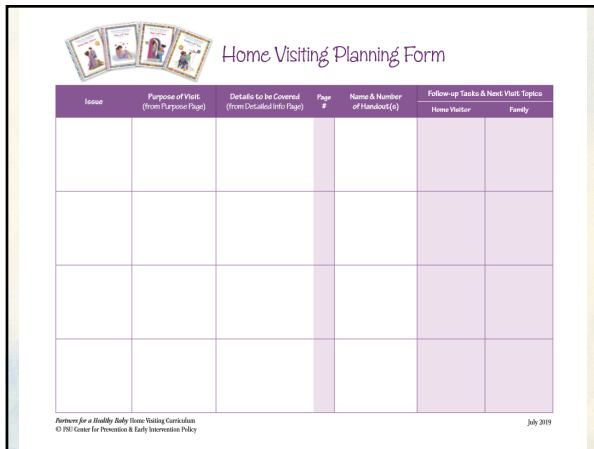 Home Visiting Planning Form
Issue
Purpose of Visit
(from Purpose Page)
Details to be Covered
(from Detailed Info Page)
Page
#
Name & Number
of Handout(s)
Follow-up Tasks & Next Visit Topics
Home Visitor
Family
Partners for a Healthy Baby Home Visiting Curriculum
© FSU Center for Prevention & Early Intervention Policy
July 2019